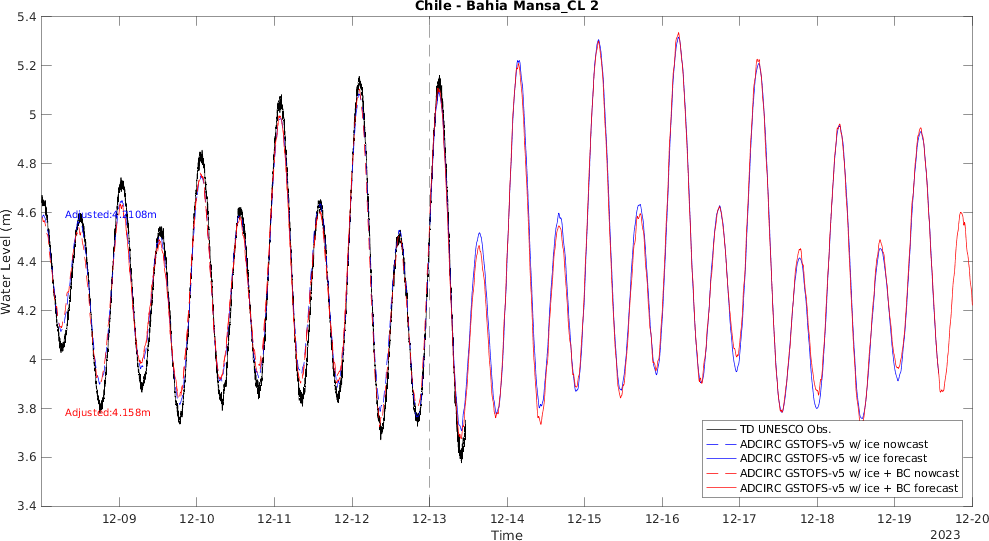 Chile - Bahia Mansa_CL 2
5.4
5.2
5
4.8
4.6
4.4
4.2
4
3.8
3.6
3.4
Water Level (m)
Adjusted:4.2108m
Adjusted:4.158m
TD UNESCO Obs.
ADCIRC GSTOFS-v5 w/ ice nowcast
ADCIRC GSTOFS-v5 w/ ice forecast
ADCIRC GSTOFS-v5 w/ ice + BC nowcast
ADCIRC GSTOFS-v5 w/ ice + BC forecast
12-09 12-10 12-11 12-12 12-13 12-14 12-15 12-16 12-17 12-18 12-19 12-20
Time
2023